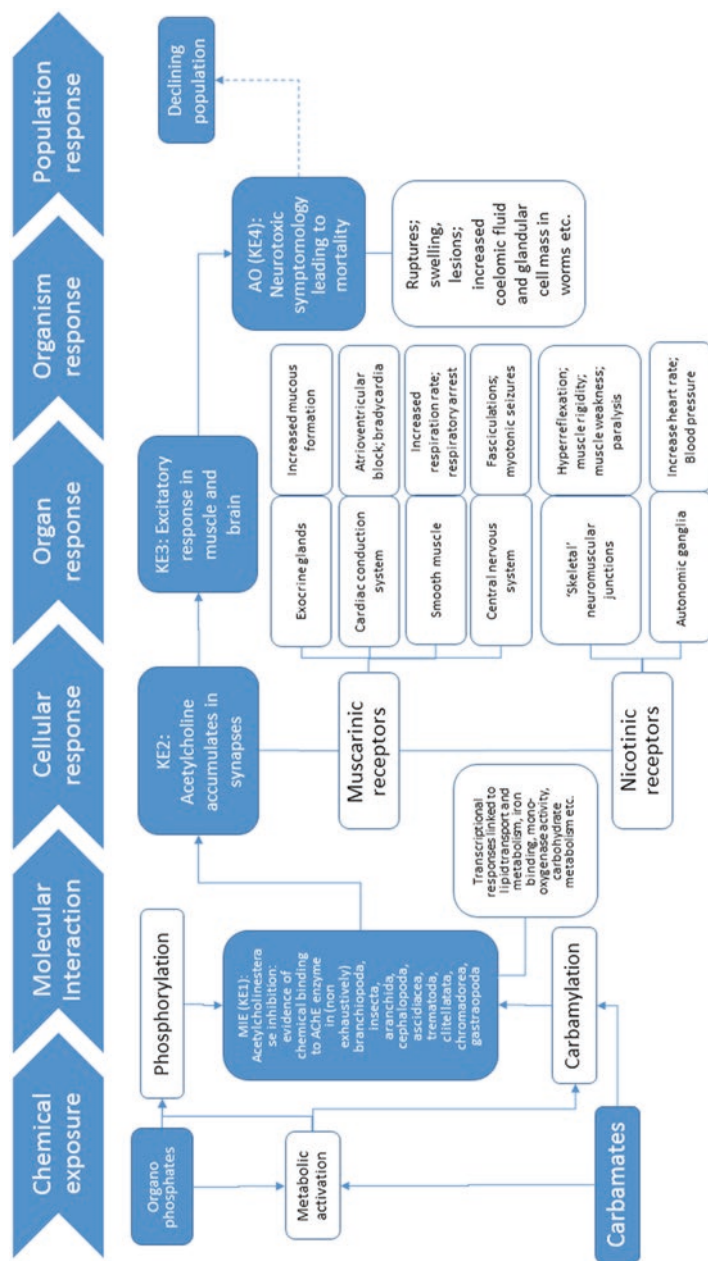 Chemical
exposure
Molecular
Interaction
Cellular
response
Organ
response
Organism
response
Population
response
Organo
phosphates
Metabolic
activation
Carbamates
Phosphorylation
MIE (KE1):
Acetylcholinestera
se inhibition:
evidence of
chemical binding
to AChE enzyme
in (non
exhaustively)
branchiopoda,
insecta,
aranchida,
cephalopoda,
ascidiacea,
trematoda,
clitellatata,
chromadorea,
gastraopoda
Carbamylation
Transcriptional
responses linked to
lipid transport and
metabolism, iron
binding, mono-
oxygenase activity,
carbohydrate
metabolism etc.
KE2:
Acetylcholine
accumulates in
synapses
Muscarinic
receptors
Nicotinic
receptors
KE3: Excitatory
response in
muscle and
brain
Exocrine glands
Increased mucous
formation
Cardiac conduction
system
Atrioventricular
block; bradycardia
Smooth muscle
Increased
respiration rate;
respiratory arrest
Central nervous
system
Fasciculations;
myotonic seizures
‘Skeletal’
neuromuscular
junctions
Hyperreflexation;
muscle rigidity;
muscle weakness;
paralysis
Autonomic ganglia
Increase heart rate;
Blood pressure
AO (KE4):
Neurotoxic
symptomology
leading to
mortality
Ruptures;
swelling,
lesions;
increased
coelomic fluid
and glandular
cell mass in
worms etc.
Declining
population